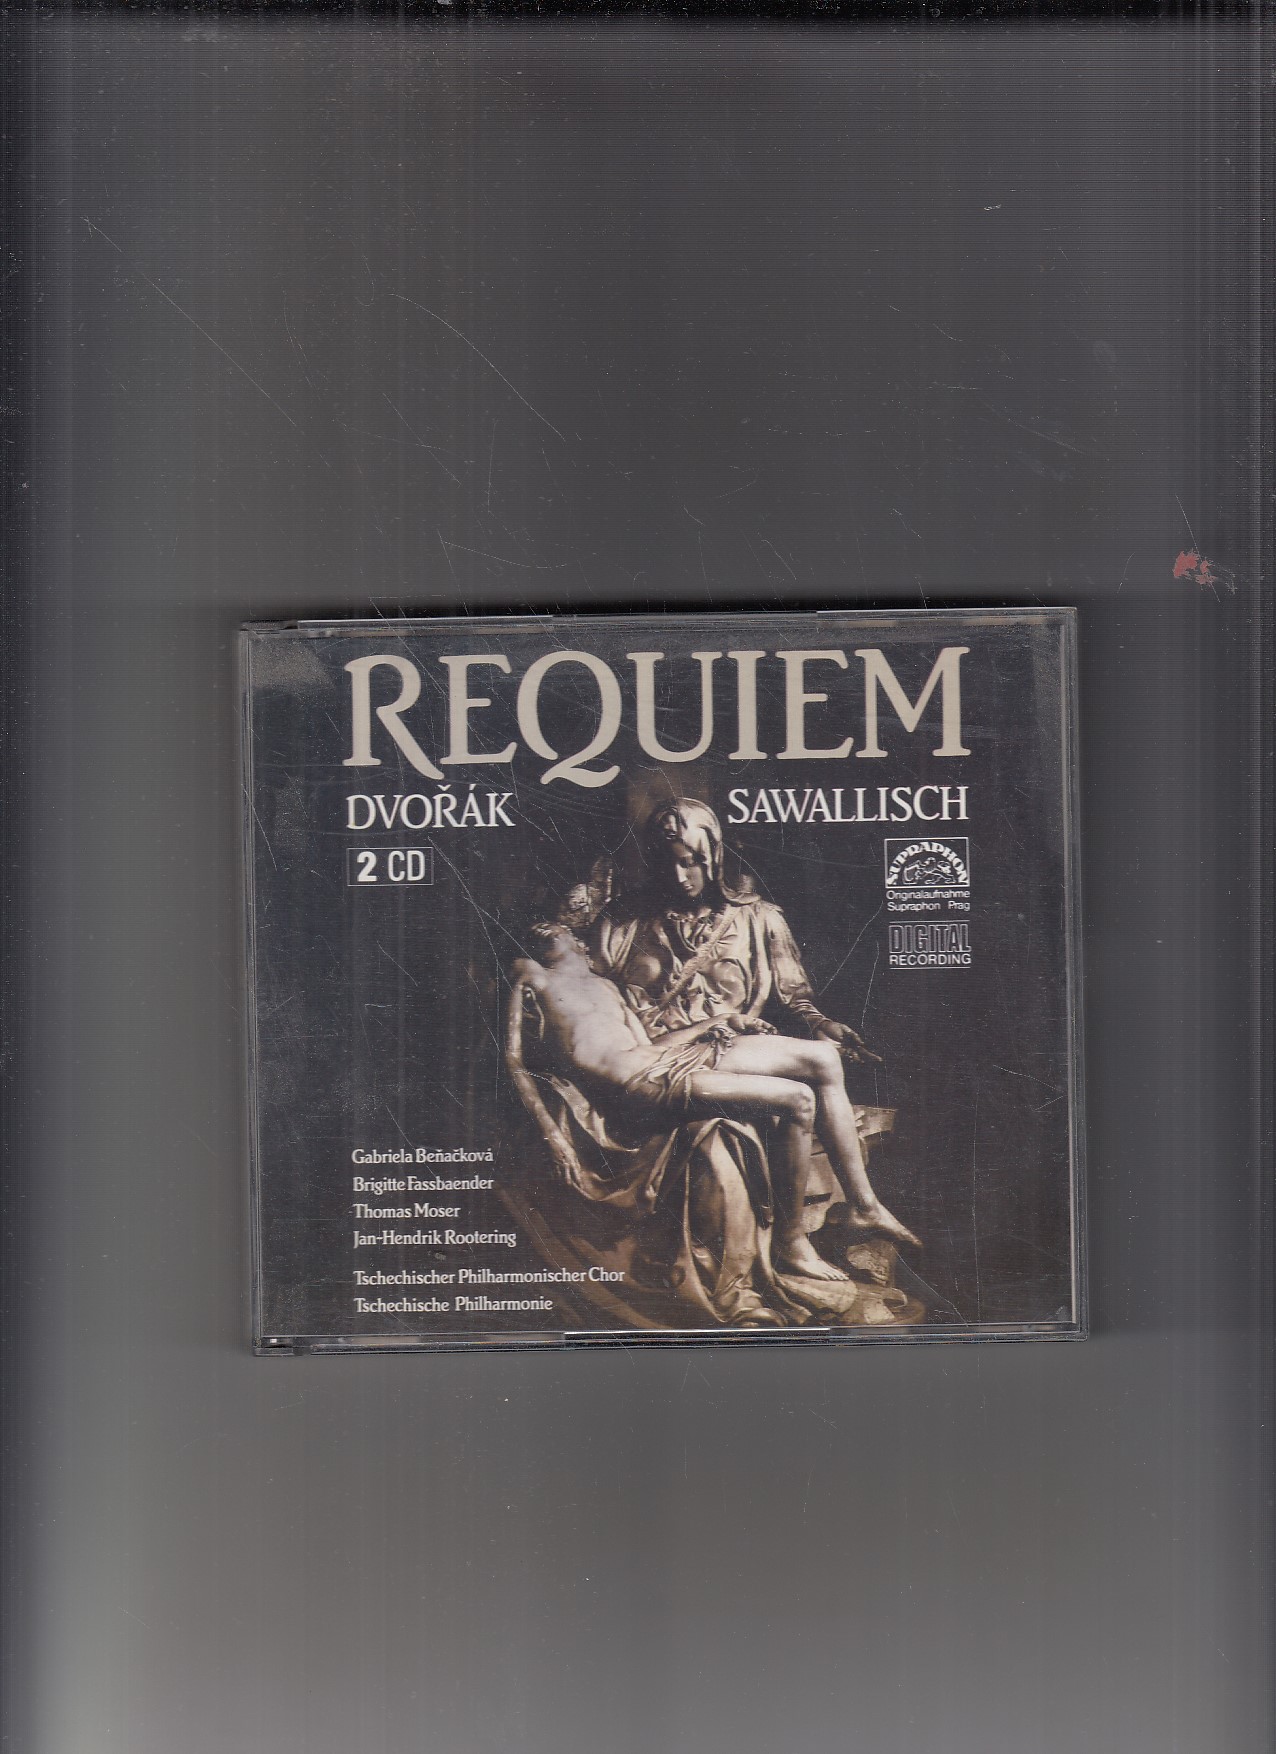 REQUIEM
DVOŘÁK
SAWALLISCH
2 CD
SUPRAPHON
Originalaufnahme
Supraphon Prag
DIGITAL
RECORDING
Gabriela Beňačková
Brigitte Fassbaender
Thomas Moser
Jan-Hendrik Rootering
Tschechischer Philharmonischer Chor
Tschechische Philharmonie